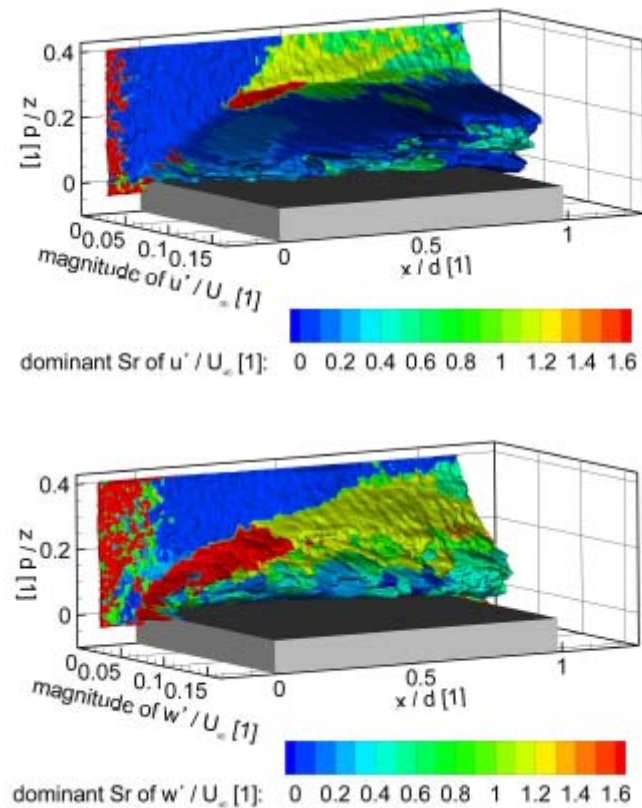 0.4
0.2
0
z / d [1]
0 0.05 0.1 0.15
magnitude of u' / U∞ [1]
0 0.5 1
x / d [1]
dominant Sr of u' / U∞ [1]:
0 0.2 0.4 0.6 0.8 1 1.2 1.4 1.6
0.4
0.2
0
z / d [1]
0 0.05 0.1 0.15
magnitude of w' / U∞ [1]
0 0.5 1
x / d [1]
dominant Sr of w' / U∞ [1]:
0 0.2 0.4 0.6 0.8 1 1.2 1.4 1.6